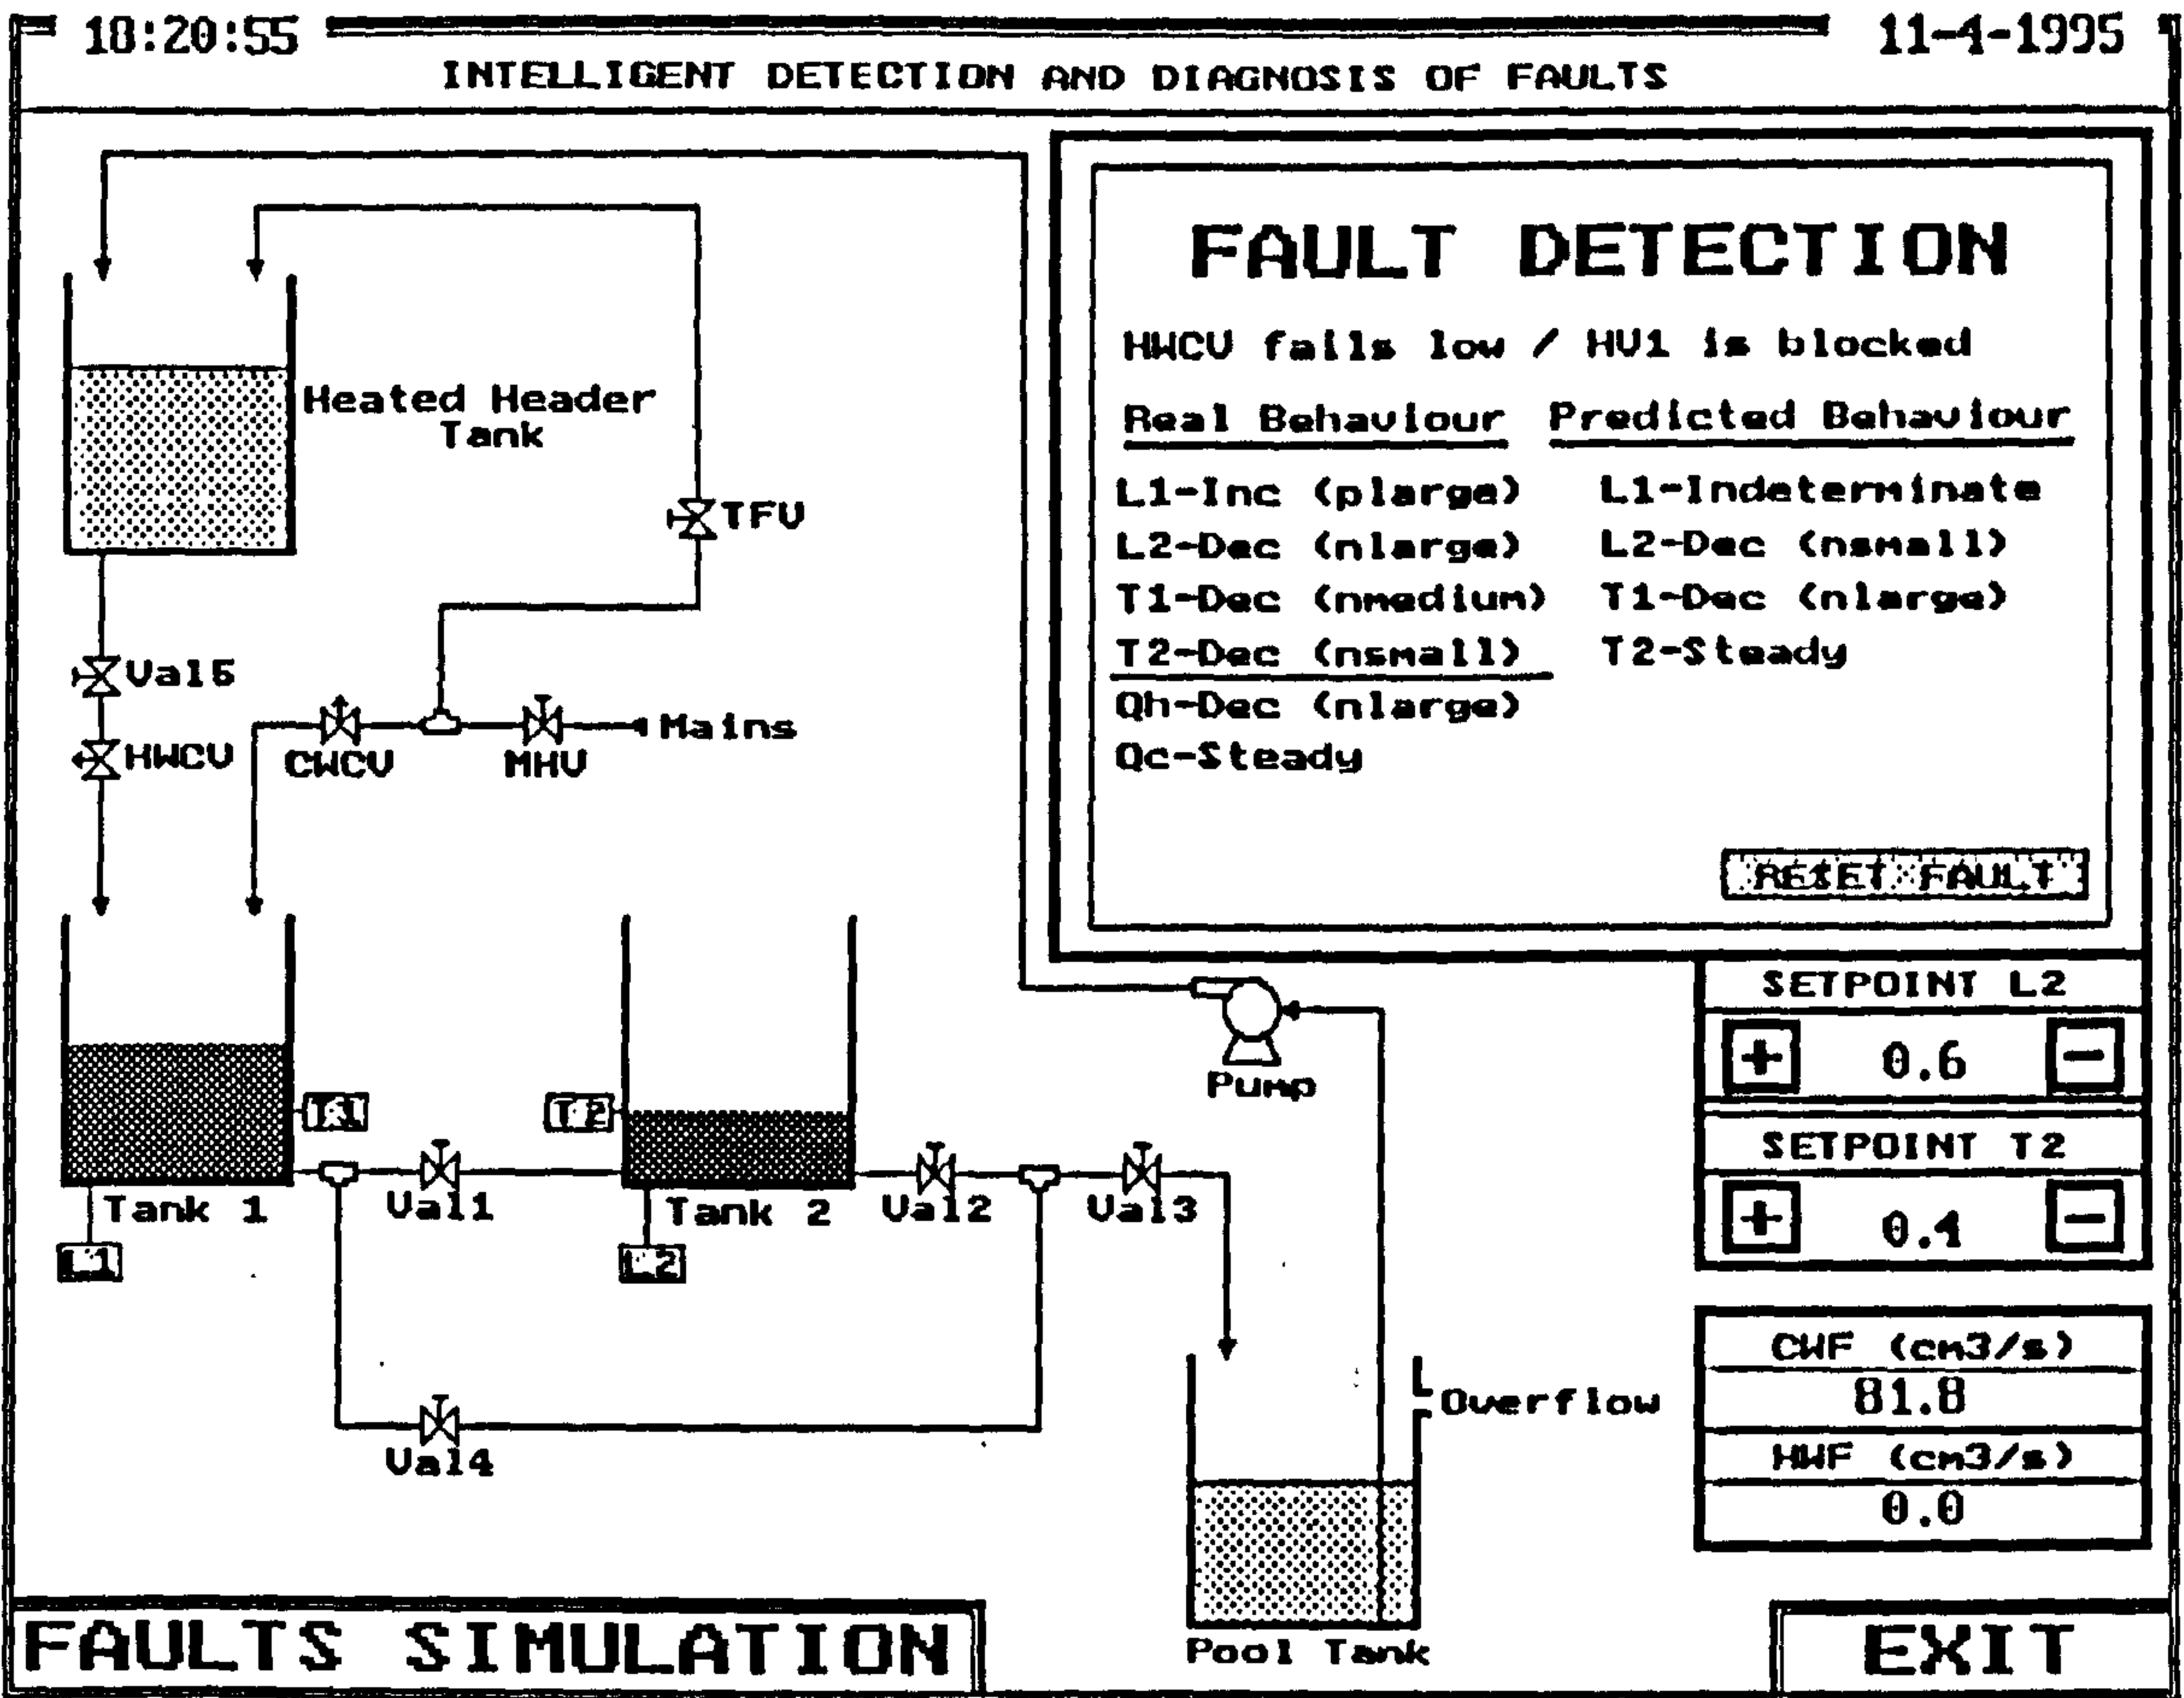 18:20:55
11-4-1995
INTELLIGENT DETECTION AND DIAGNOSIS OF FAULTS
FAULT DETECTION
HWCV fails low / HV1 is blocked
Real Behaviour Predicted Behaviour
L1-Inc (plarge) L1-Indeterminate
L2-Dec (nlarge) L2-Dec (nsmall)
T1-Dec (nmedium) T1-Dec (nlarge)
T2-Dec (nsmall) T2-Steady
Qh-Dec (nlarge)
Qc-Steady
RESET FAULT
Heated Header
Tank
TFV
Val5
HWCV
CWCV
MHV
Mains
T1
T2
Tank 1
Val1
Tank 2
Val2
Val3
L1
L2
Val4
Pump
Overflow
Pool Tank
SETPOINT L2
+ 0.6 -
SETPOINT T2
+ 0.4 -
CWF (cm3/s)
81.8
HWF (cm3/s)
0.0
FAULTS SIMULATION
EXIT